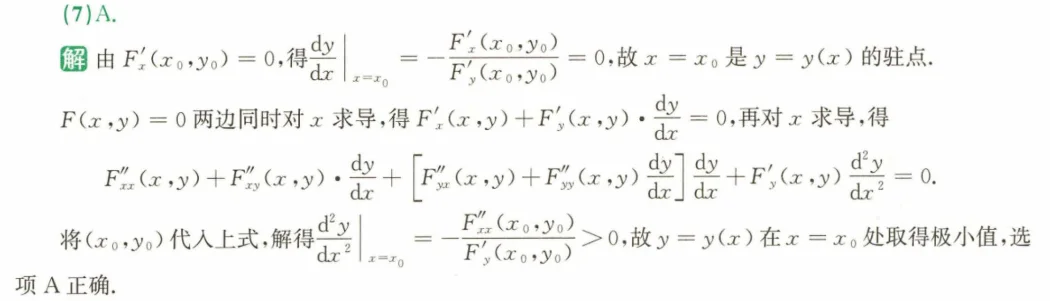 (7)A.
解 由 F′ₓ(x₀,y₀) = 0,得 dy/dx|ₓ₌ₓ₀ = −F′ₓ(x₀,y₀)/F′ᵧ(x₀,y₀) = 0,故 x = x₀ 是 y = y(x) 的驻点.
F(x,y) = 0 两边同时对 x 求导,得 F′ₓ(x,y) + F′ᵧ(x,y) · dy/dx = 0,再对 x 求导,得
F″ₓₓ(x,y) + F″ₓᵧ(x,y) · dy/dx + [F″ᵧₓ(x,y) + F″ᵧᵧ(x,y) dy/dx] dy/dx + F′ᵧ(x,y) d²y/dx² = 0.
将(x₀,y₀)代入上式,解得 d²y/dx²|ₓ₌ₓ₀ = −F″ₓₓ(x₀,y₀)/F′ᵧ(x₀,y₀) > 0,故 y = y(x) 在 x = x₀ 处取得极小值,选
项 A 正确.